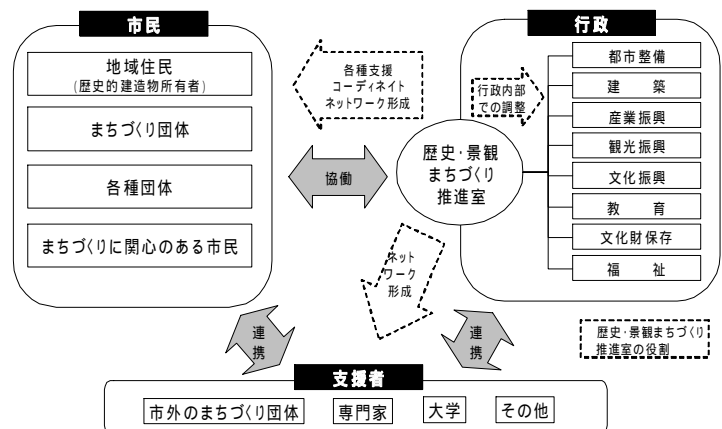 市民
地域住民
(歴史的建造物所有者)
まちづくり団体
各種団体
まちづくりに関心のある市民
各種支援
コーディネイト
ネットワーク形成
協働
行政
行政内部
での調整
歴史・景観
まちづくり
推進室
都市整備
建　築
産業振興
観光振興
文化振興
教　育
文化財保存
福　祉
ネット
ワーク
形成
連携
連携
歴史・景観まちづくり
推進室の役割
支援者
市外のまちづくり団体
専門家
大学
その他